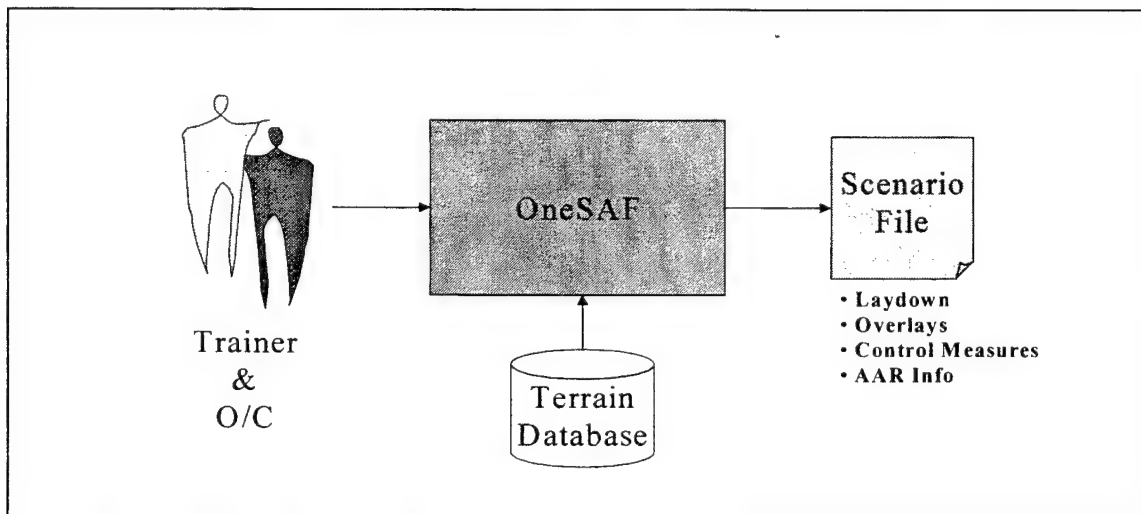 Trainer
&
O/C
OneSAF
Terrain
Database
Scenario
File
• Laydown
• Overlays
• Control Measures
• AAR Info